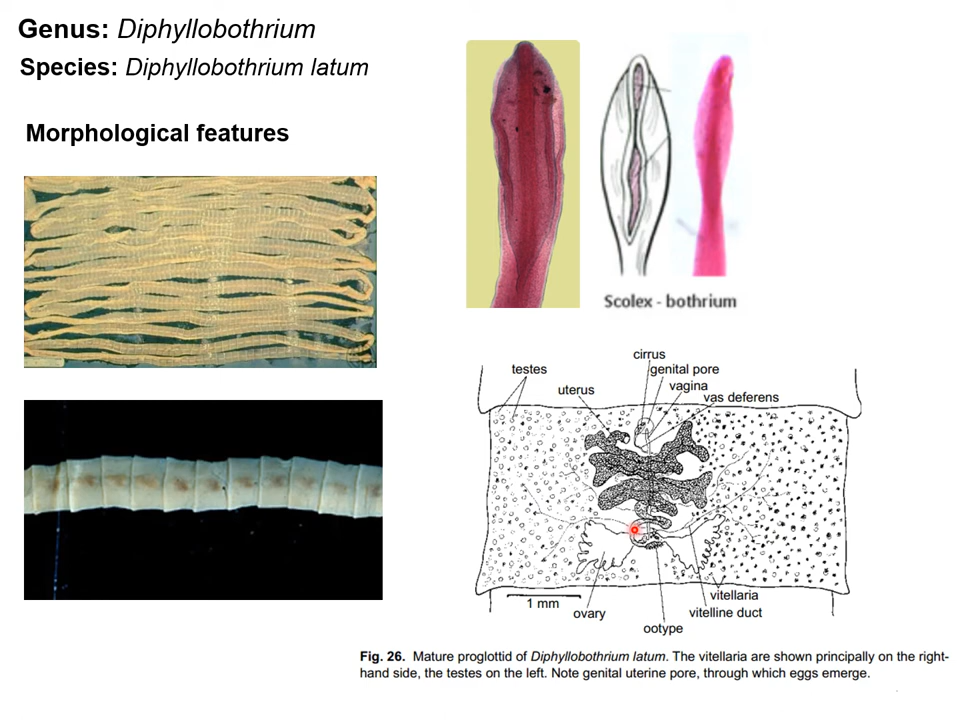 Genus: Diphyllobothrium
Species: Diphyllobothrium latum
Morphological features
Scolex - bothrium
cirrus
testes
genital pore
vagina
uterus
vas deferens
vitellaria
1 mm
ovary
vitelline duct
ootype
Fig. 26. Mature proglottid of Diphyllobothrium latum. The vitellaria are shown principally on the right-
hand side, the testes on the left. Note genital uterine pore, through which eggs emerge.